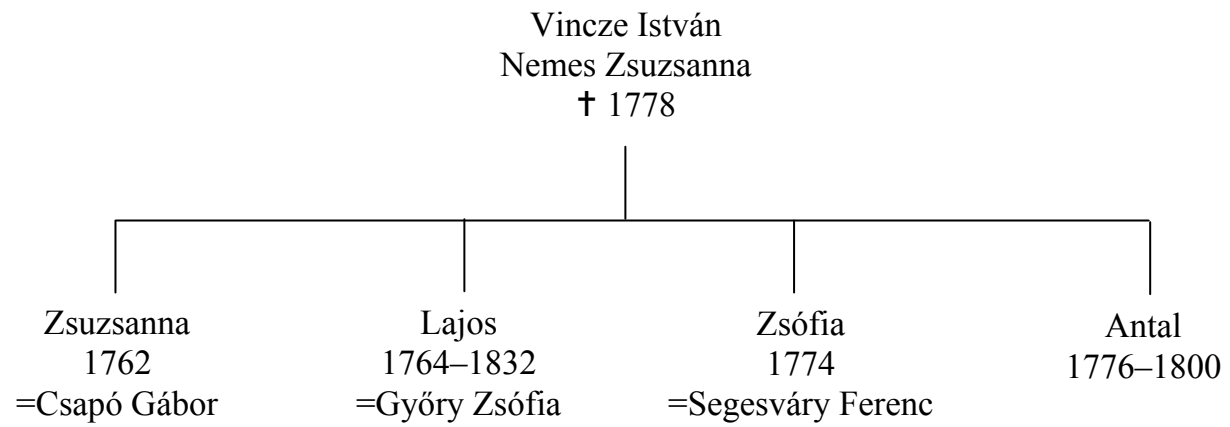 Vincze István
Nemes Zsuzsanna
✝ 1778
Zsuzsanna
1762
=Csapó Gábor
Lajos
1764–1832
=Győry Zsófia
Zsófia
1774
=Segesváry Ferenc
Antal
1776–1800